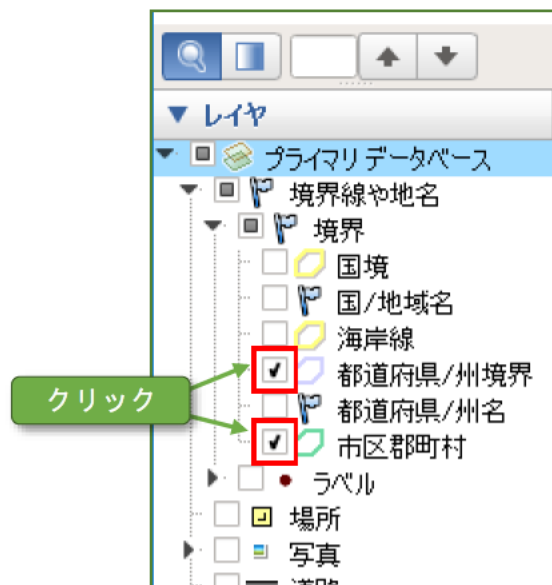 レイヤ
プライマリ データベース
境界線や地名
境界
国境
国/地域名
海岸線
都道府県/州境界
クリック
都道府県/州名
市区郡町村
ラベル
場所
写真
道路